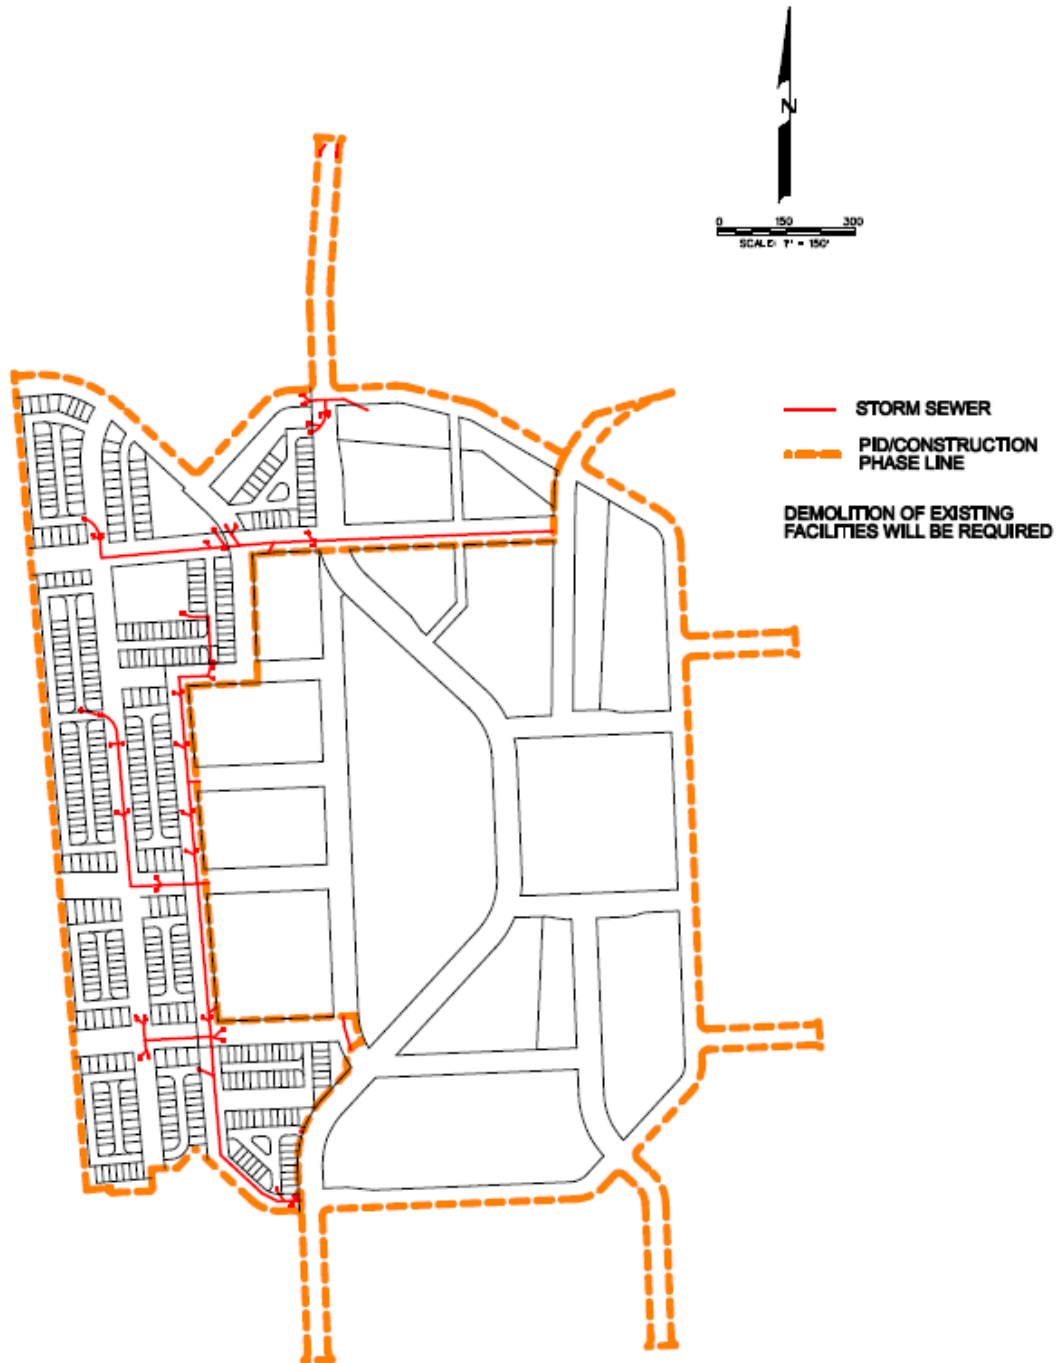 N
0 150 300
SCALE: 1" = 150'
STORM SEWER
PID/CONSTRUCTION
PHASE LINE
DEMOLITION OF EXISTING
FACILITIES WILL BE REQUIRED